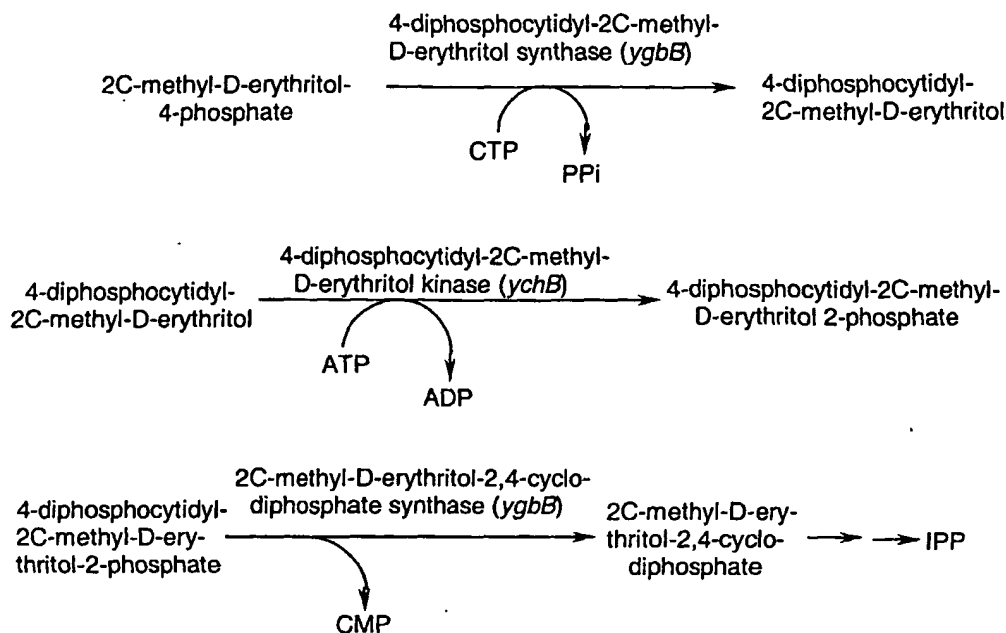 4-diphosphocytidyl-2C-methyl-
D-erythritol synthase (ygbB)
2C-methyl-D-erythritol-
4-phosphate
4-diphosphocytidyl-
2C-methyl-D-erythritol
CTP
PPi
4-diphosphocytidyl-2C-methyl-
D-erythritol kinase (ychB)
4-diphosphocytidyl-
2C-methyl-D-erythritol
4-diphosphocytidyl-2C-methyl-
D-erythritol 2-phosphate
ATP
ADP
2C-methyl-D-erythritol-2,4-cyclo-
diphosphate synthase (ygbB)
4-diphosphocytidyl-
2C-methyl-D-ery-
thritol-2-phosphate
2C-methyl-D-ery-
thritol-2,4-cyclo-
diphosphate
IPP
CMP